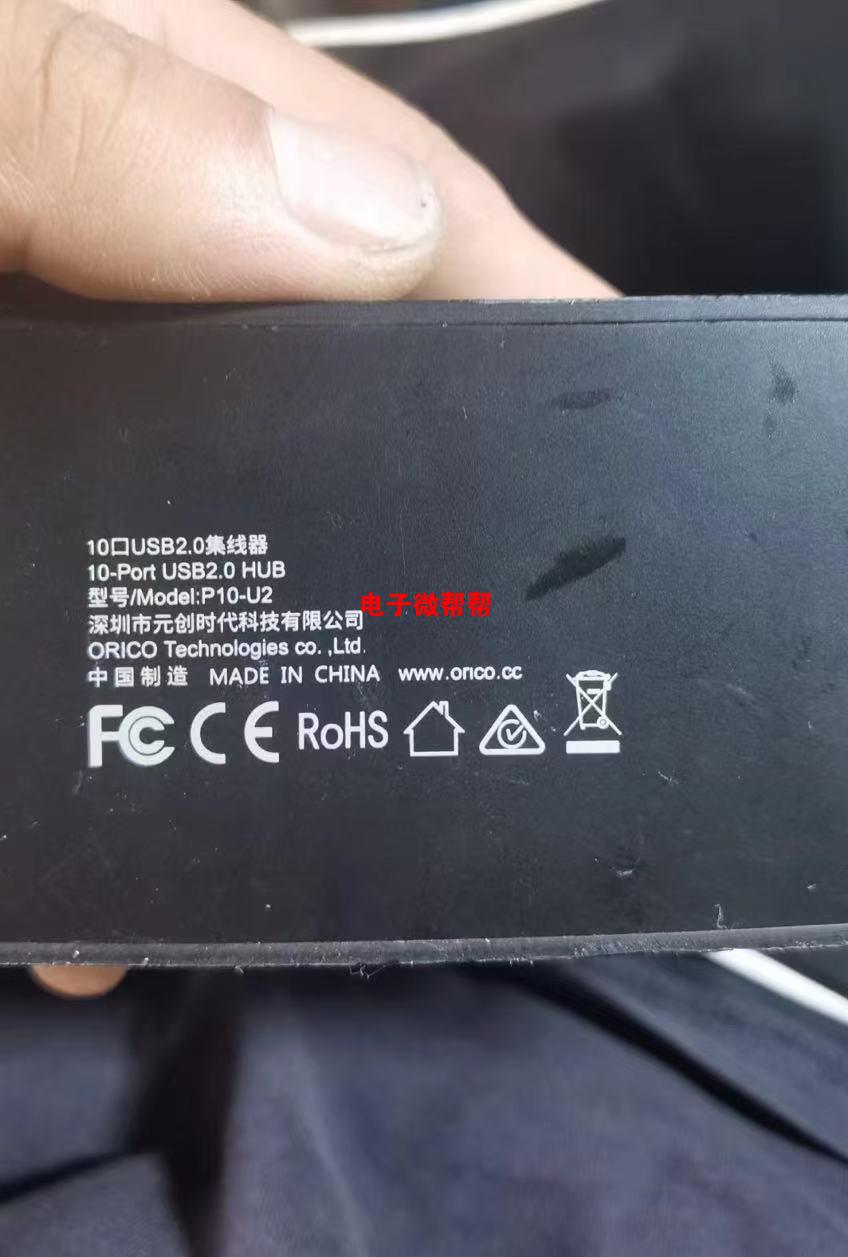 10口USB2.0集线器
10-Port USB2.0 HUB
型号/Model:P10-U2
电子微帮帮
深圳市元创时代科技有限公司
ORICO Technologies co. ,Ltd.
中国制造 MADE IN CHINA www.orico.cc
FC CE RoHS